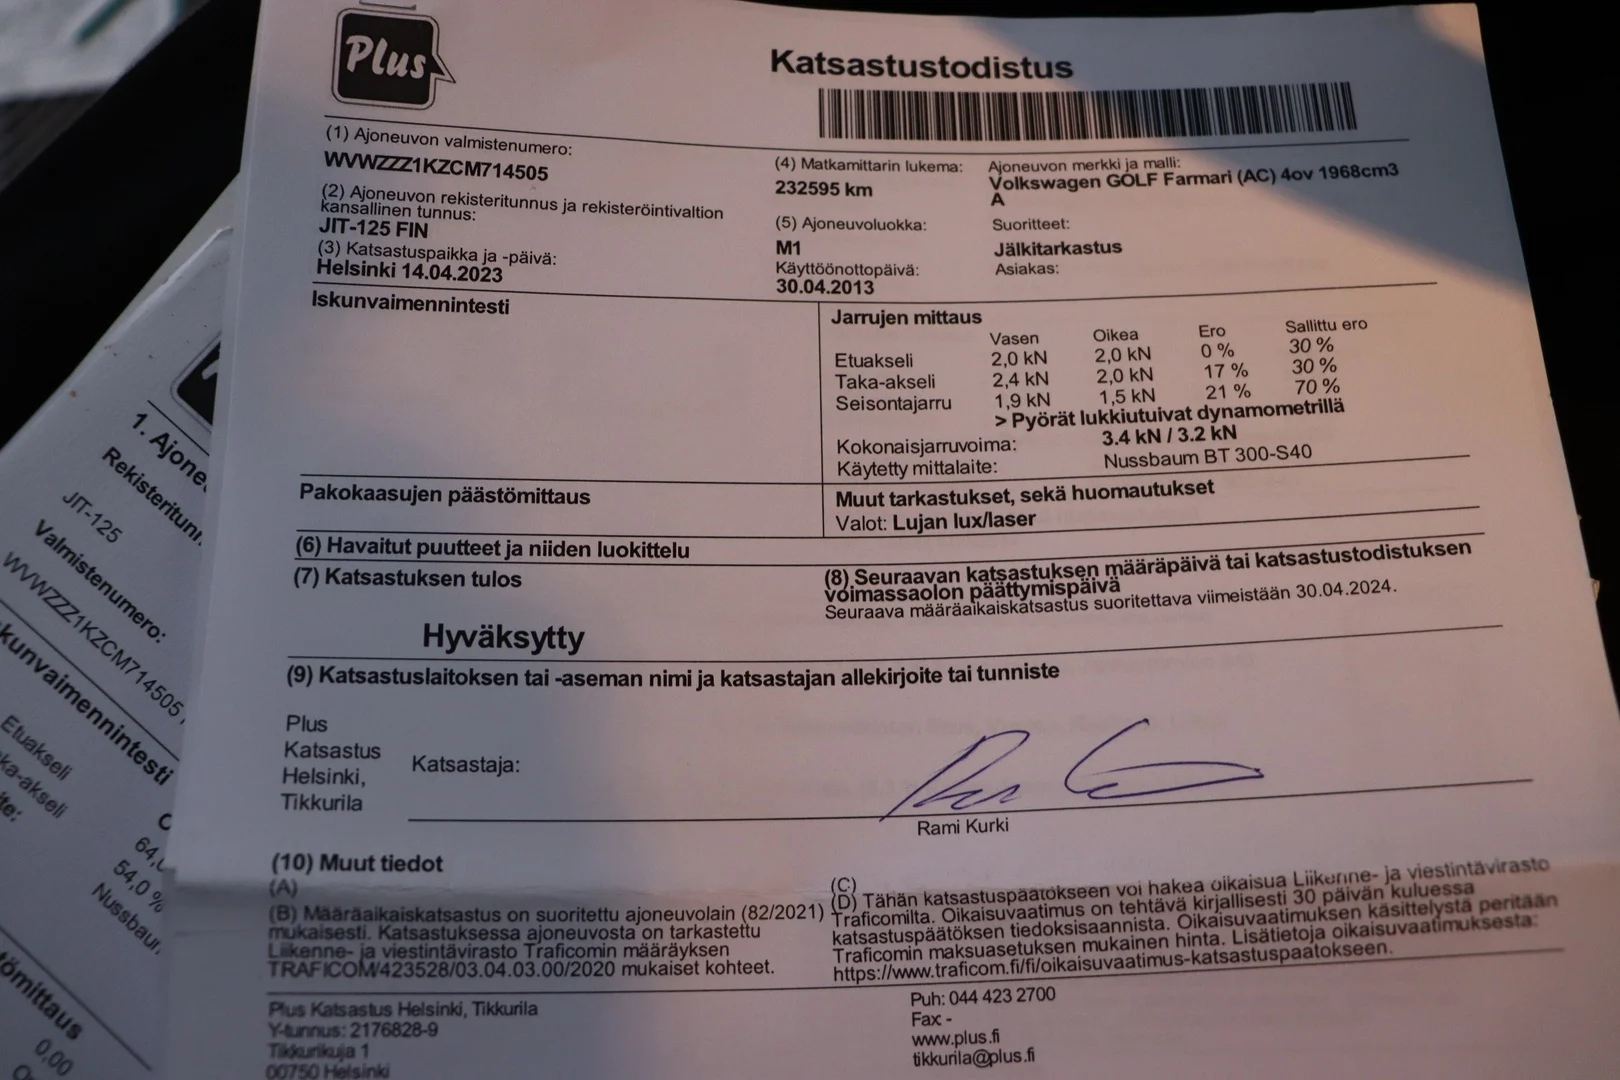 Plus
Katsastustodistus
(1) Ajoneuvon valmistenumero:
WVWZZZ1KZCM714505
(2) Ajoneuvon rekisteritunnus ja rekisteröintivaltion
kansallinen tunnus:
JIT-125 FIN
(3) Katsastuspaikka ja -päivä:
Helsinki 14.04.2023
(4) Matkamittarin lukema:
232595 km
(5) Ajoneuvoluokka:
M1
Käyttöönottopäivä:
30.04.2013
Ajoneuvon merkki ja malli:
Volkswagen GOLF Farmari (AC) 4ov 1968cm3
A
Suoritteet:
Jälkitarkastus
Asiakas:
Iskunvaimennintesti
Jarrujen mittaus
Vasen Oikea Ero Sallittu ero
Etuakseli 2,0 kN 2,0 kN 0 % 30 %
Taka-akseli 2,4 kN 2,0 kN 17 % 30 %
Seisontajarru 1,9 kN 1,5 kN 21 % 70 %
> Pyörät lukkiutuivat dynamometrillä
Kokonaisjarruvoima: 3.4 kN / 3.2 kN
Käytetty mittalaite: Nussbaum BT 300-S40
Pakokaasujen päästömittaus
Muut tarkastukset, sekä huomautukset
Valot: Lujan lux/laser
(6) Havaitut puutteet ja niiden luokittelu
(7) Katsastuksen tulos
Hyväksytty
(8) Seuraavan katsastuksen määräpäivä tai katsastustodistuksen
voimassaolon päättymispäivä
Seuraava määräaikaiskatsastus suoritettava viimeistään 30.04.2024.
(9) Katsastuslaitoksen tai -aseman nimi ja katsastajan allekirjoite tai tunniste
Plus
Katsastus
Helsinki,
Tikkurila
Katsastaja:
Rami Kurki
(10) Muut tiedot
(A)
(B) Määräaikaiskatsastus on suoritettu ajoneuvolain (82/2021)
mukaisesti. Katsastuksessa ajoneuvosta on tarkastettu
Liikenne- ja viestintävirasto Traficomin määräyksen
TRAFICOM/423528/03.04.03.00/2020 mukaiset kohteet.
(C)
(D) Tähän katsastuspäätökseen voi hakea oikaisua Liikenne- ja viestintävirasto
Traficomilta. Oikaisuvaatimus on tehtävä kirjallisesti 30 päivän kuluessa
katsastuspäätöksen tiedoksisaannista. Oikaisuvaatimuksen käsittelystä peritään
Traficomin maksuasetuksen mukainen hinta. Lisätietoja oikaisuvaatimuksesta:
https://www.traficom.fi/fi/oikaisuvaatimus-katsastuspaatokseen.
Plus Katsastus Helsinki, Tikkurila
Y-tunnus: 2176828-9
Tikkurikuja 1
00750 Helsinki
Puh: 044 423 2700
Fax -
www.plus.fi
tikkurila@plus.fi
1. Ajone
Rekisteritunn
JIT-125
Valmistenumero:
WVWZZZ1KZCM714505
kunvaimennintesti
Etuakseli
ka-akseli
ite:
64,
54,0 %
Nussbau
tömittaus
0,00